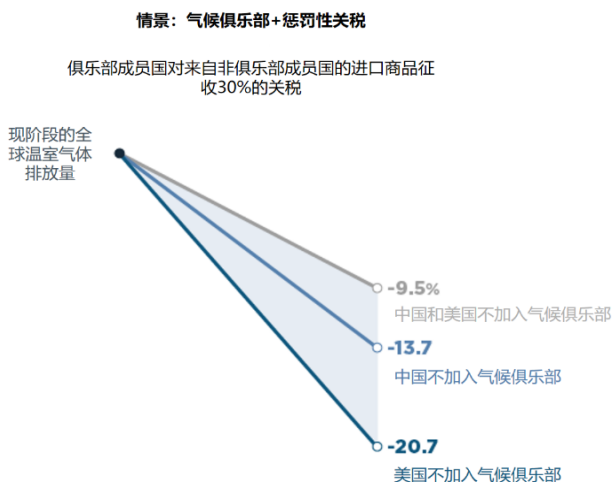 情景：气候俱乐部+惩罚性关税
俱乐部成员国对来自非俱乐部成员国的进口商品征
收30%的关税
现阶段的全
球温室气体
排放量
-9.5%
中国和美国不加入气候俱乐部
-13.7
中国不加入气候俱乐部
-20.7
美国不加入气候俱乐部